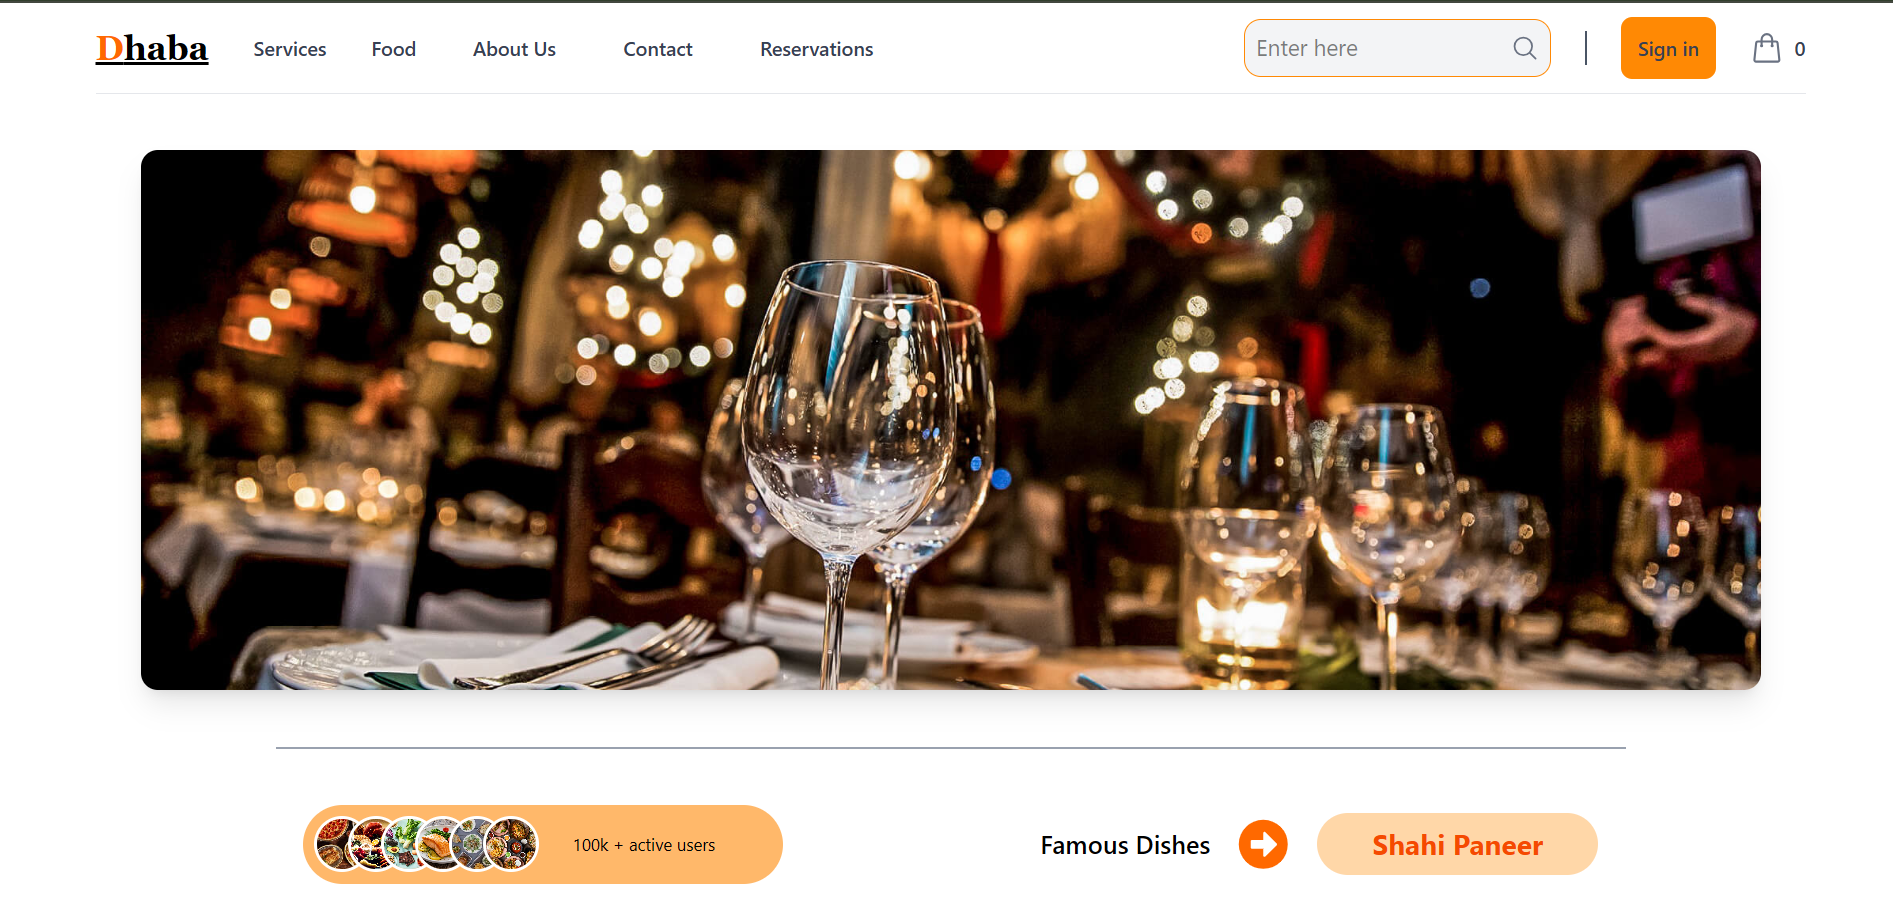 Dhaba
Services
Food
About Us
Contact
Reservations
Enter here
Sign in
0
100k + active users
Famous Dishes
Shahi Paneer